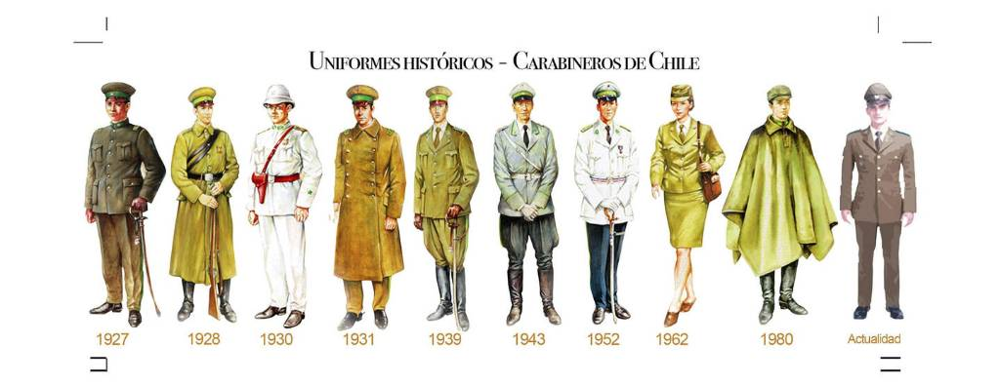 UNIFORMES HISTÓRICOS - CARABINEROS DE CHILE
1927 1928 1930 1931 1939 1943 1952 1962 1980 Actualidad